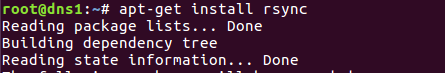 root@dns1:~# apt-get install rsync
Reading package lists... Done
Building dependency tree
Reading state information... Done